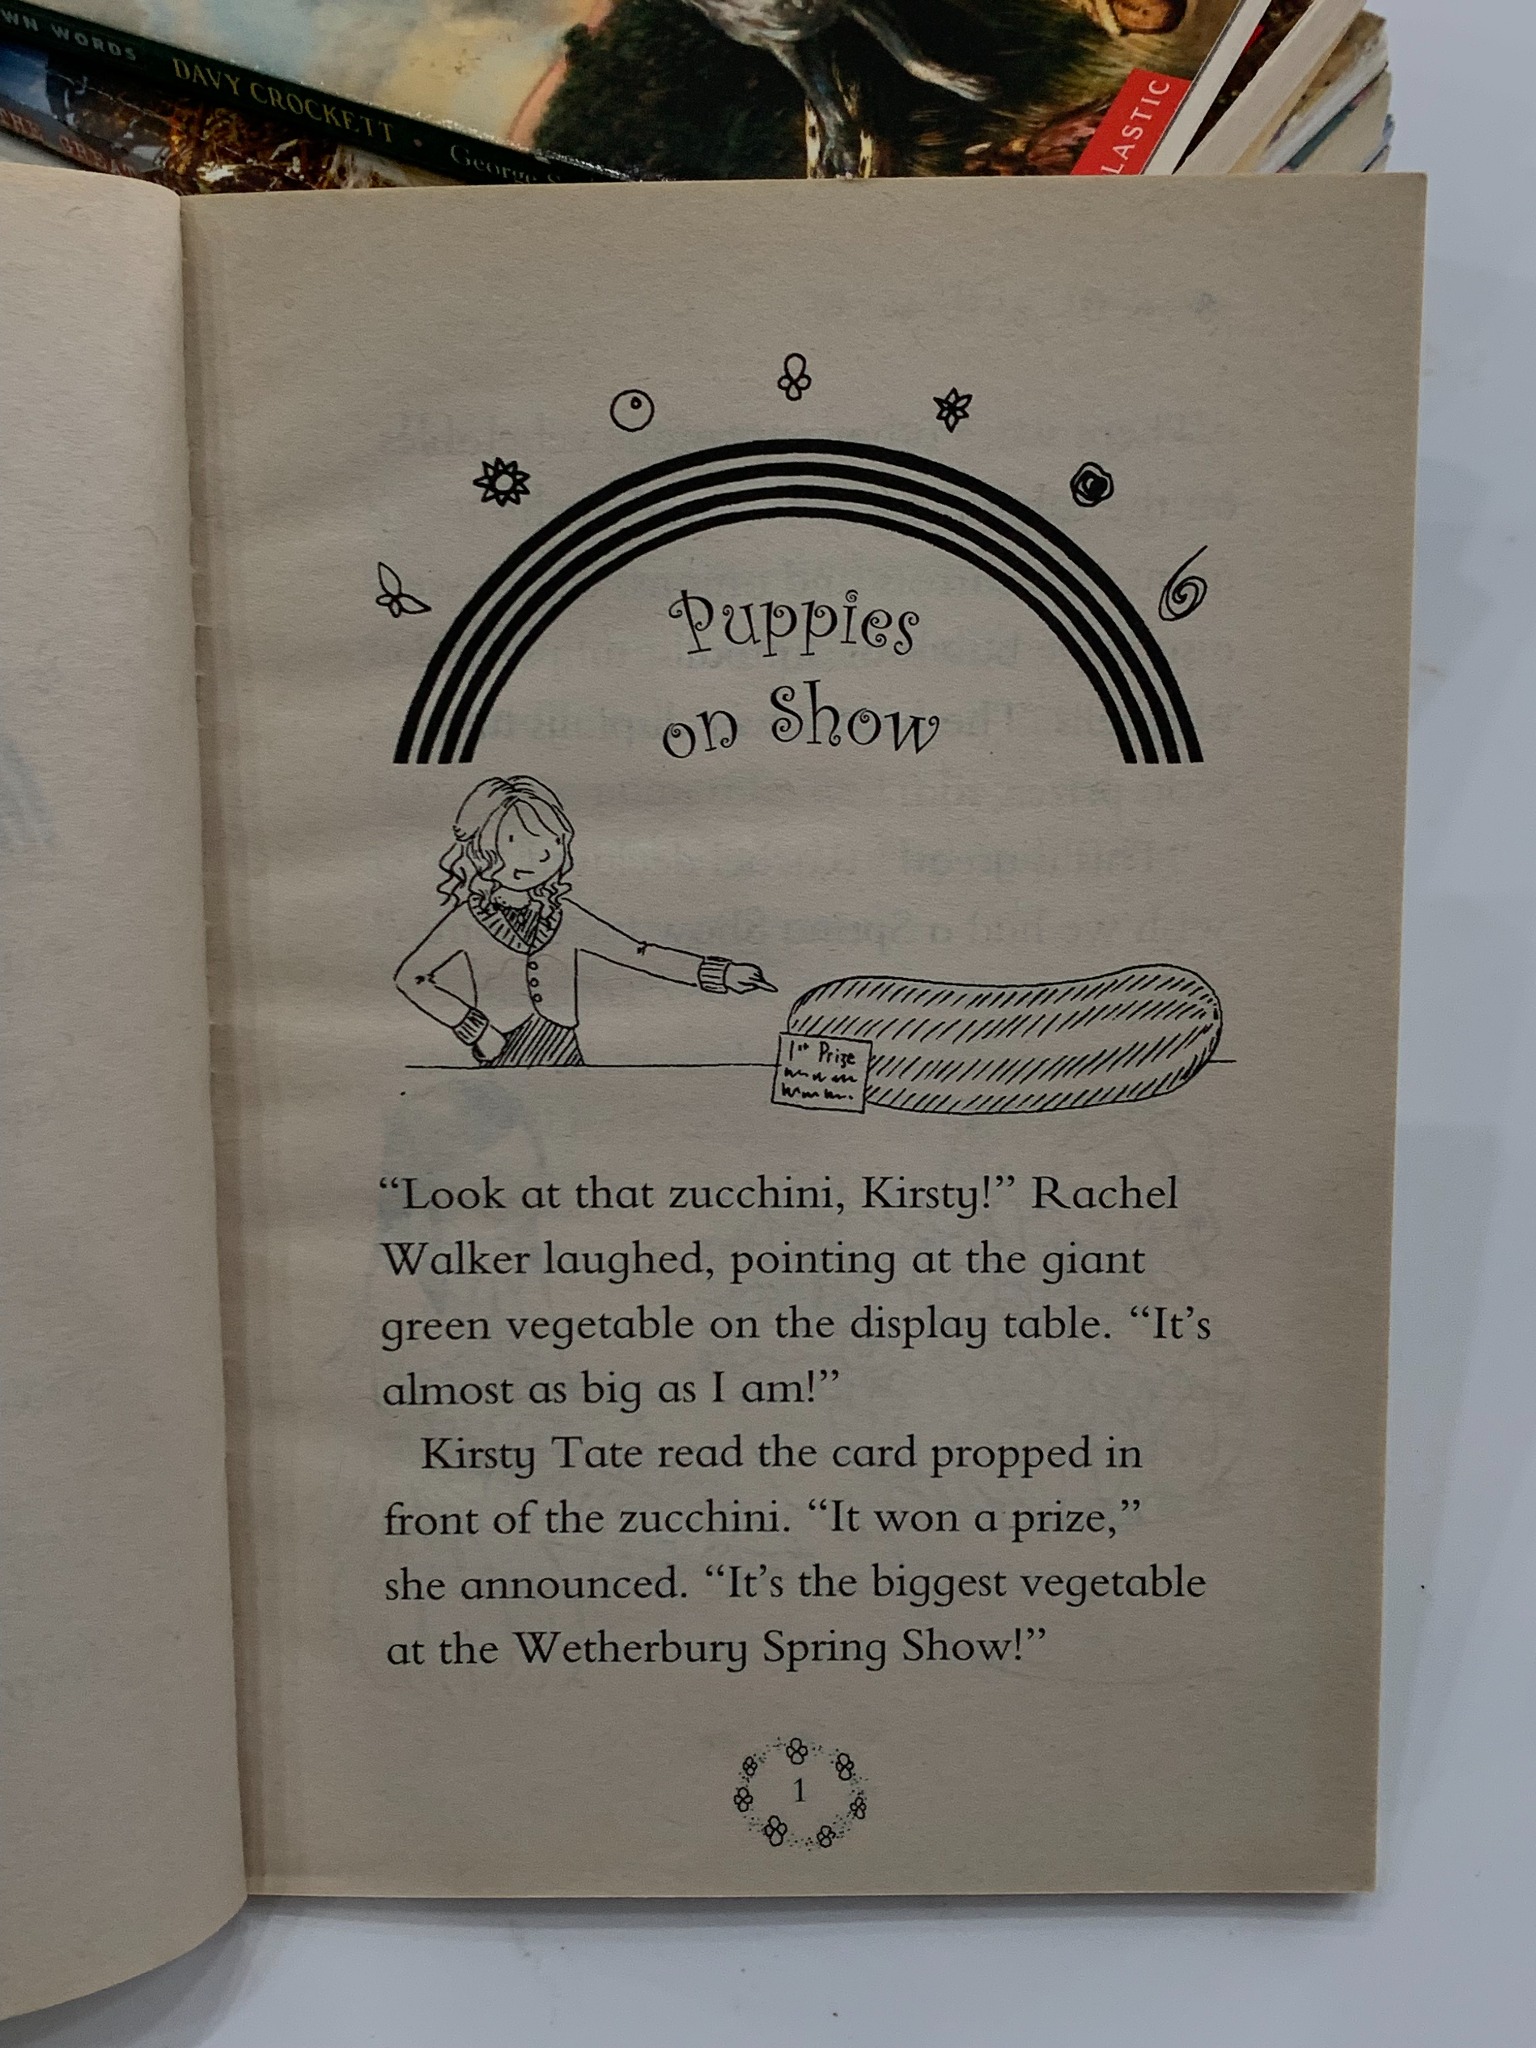 WN WORDS DAVY CROCKETT • George
THE GREA
LASTIC
Puppies
on Show
1st Prize
“Look at that zucchini, Kirsty!” Rachel
Walker laughed, pointing at the giant
green vegetable on the display table. “It’s
almost as big as I am!”
Kirsty Tate read the card propped in
front of the zucchini. “It won a prize,”
she announced. “It’s the biggest vegetable
at the Wetherbury Spring Show!”
1